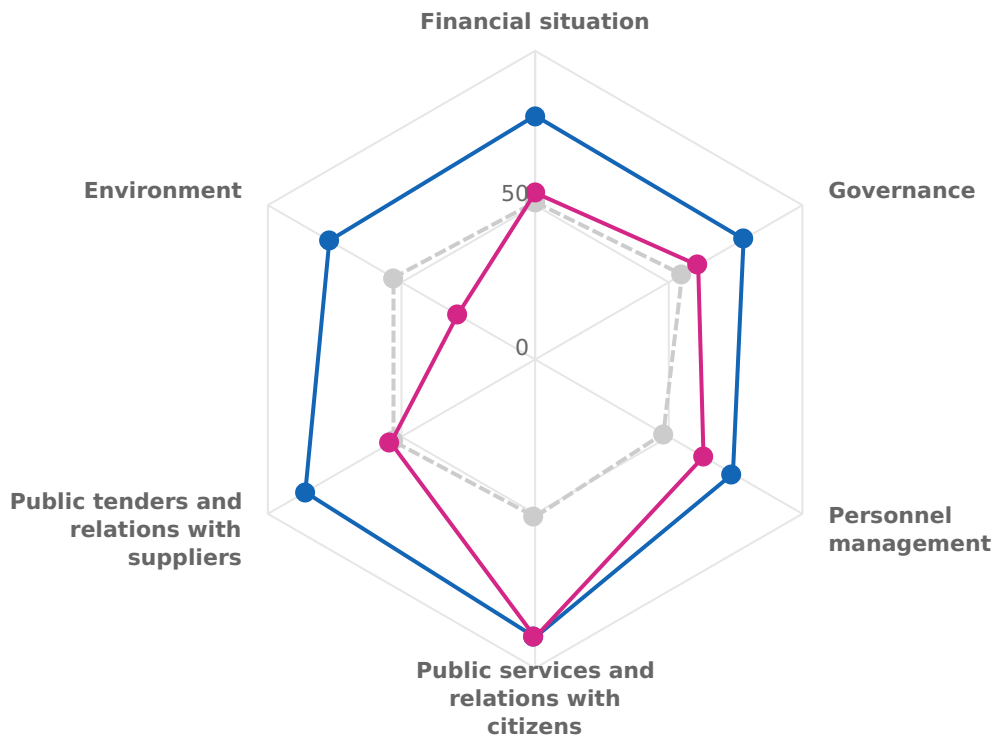 Financial situation
Environment
50
Governance
0
Public tenders and
relations with
suppliers
Personnel
management
Public services and
relations with
citizens